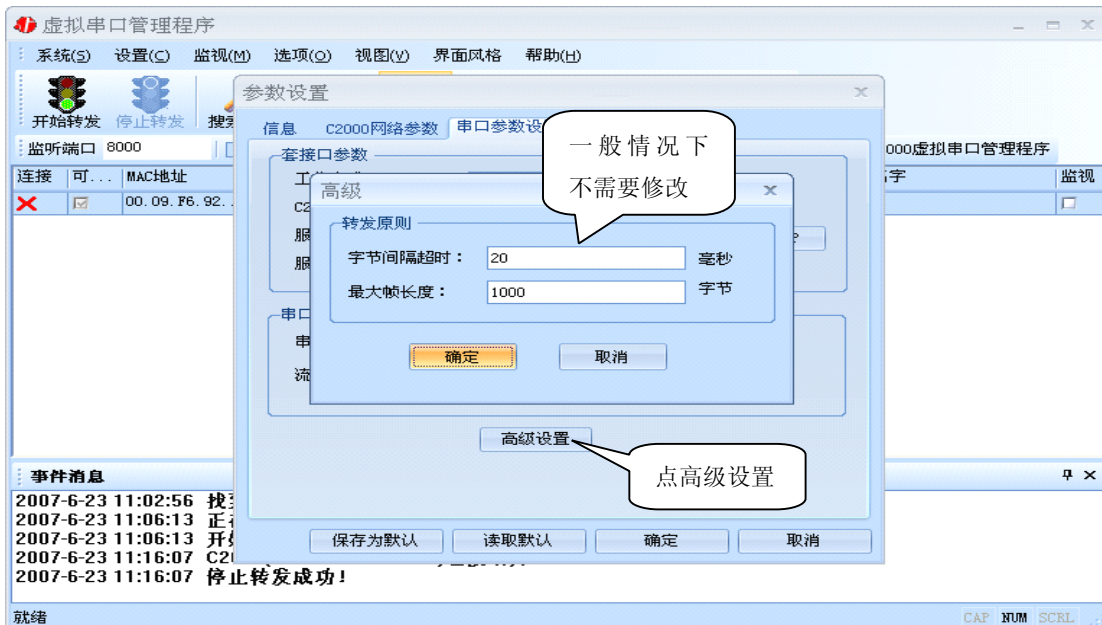 虚拟串口管理程序
系统(S) 设置(C) 监视(M) 选项(O) 视图(V) 界面风格 帮助(H)
开始转发 停止转发
监听端口 8000
000虚拟串口管理程序
连接 可... MAC地址
字 监视
00.09.F6.92.
参数设置
信息 C2000网络参数 串口参数设
套接口参数
一般情况下
不需要修改
高级
转发原则
字节间隔超时： 20 毫秒
最大帧长度： 1000 字节
确定 取消
高级设置
点高级设置
保存为默认 读取默认 确定 取消
事件消息
2007-6-23 11:02:56
2007-6-23 11:06:13
2007-6-23 11:06:13
2007-6-23 11:16:07
2007-6-23 11:16:07 停止转发成功！
就绪
CAP NUM SCRL